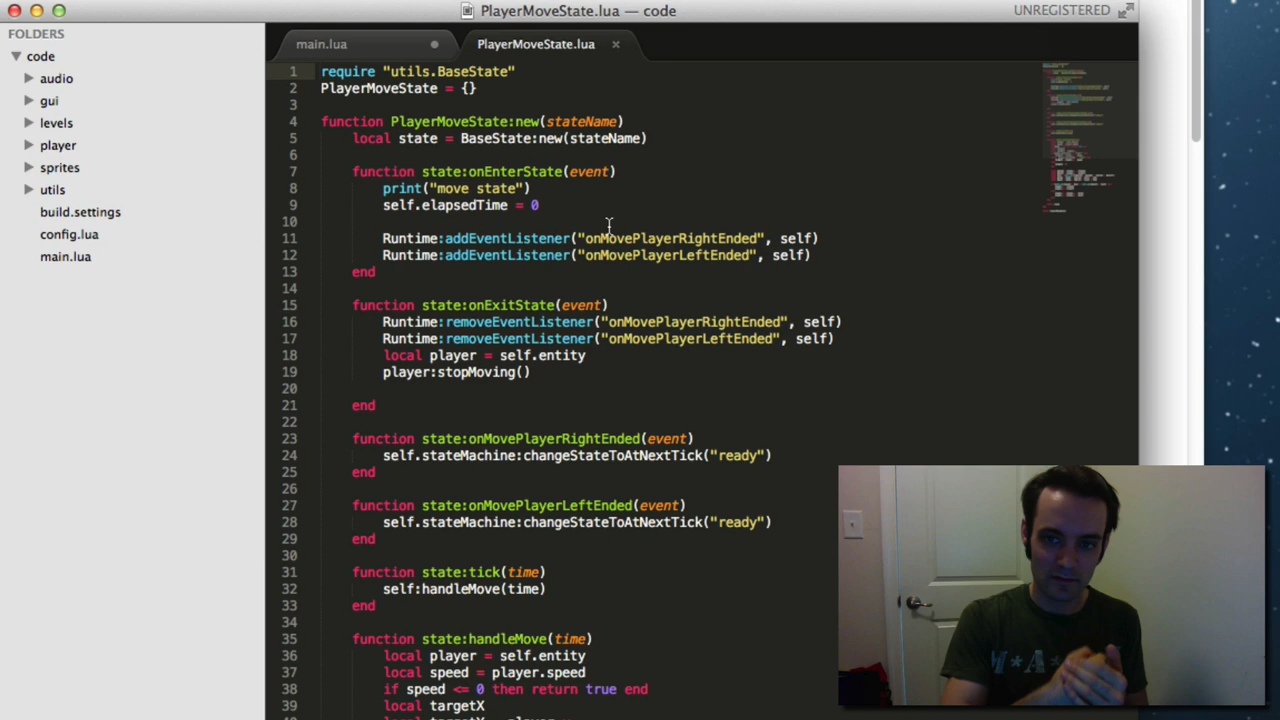 PlayerMoveState.lua — code
UNREGISTERED
FOLDERS
code
audio
gui
levels
player
sprites
utils
build.settings
config.lua
main.lua
main.lua
PlayerMoveState.lua ×
1 require "utils.BaseState"
2 PlayerMoveState = {}
3
4 function PlayerMoveState:new(stateName)
5 local state = BaseState:new(stateName)
6
7 function state:onEnterState(event)
8 print("move state")
9 self.elapsedTime = 0
10
11 Runtime:addEventListener("onMovePlayerRightEnded", self)
12 Runtime:addEventListener("onMovePlayerLeftEnded", self)
13 end
14
15 function state:onExitState(event)
16 Runtime:removeEventListener("onMovePlayerRightEnded", self)
17 Runtime:removeEventListener("onMovePlayerLeftEnded", self)
18 local player = self.entity
19 player:stopMoving()
20
21 end
22
23 function state:onMovePlayerRightEnded(event)
24 self.stateMachine:changeStateToAtNextTick("ready")
25 end
26
27 function state:onMovePlayerLeftEnded(event)
28 self.stateMachine:changeStateToAtNextTick("ready")
29 end
30
31 function state:tick(time)
32 self:handleMove(time)
33 end
34
35 function state:handleMove(time)
36 local player = self.entity
37 local speed = player.speed
38 if speed <= 0 then return true end
39 local targetX